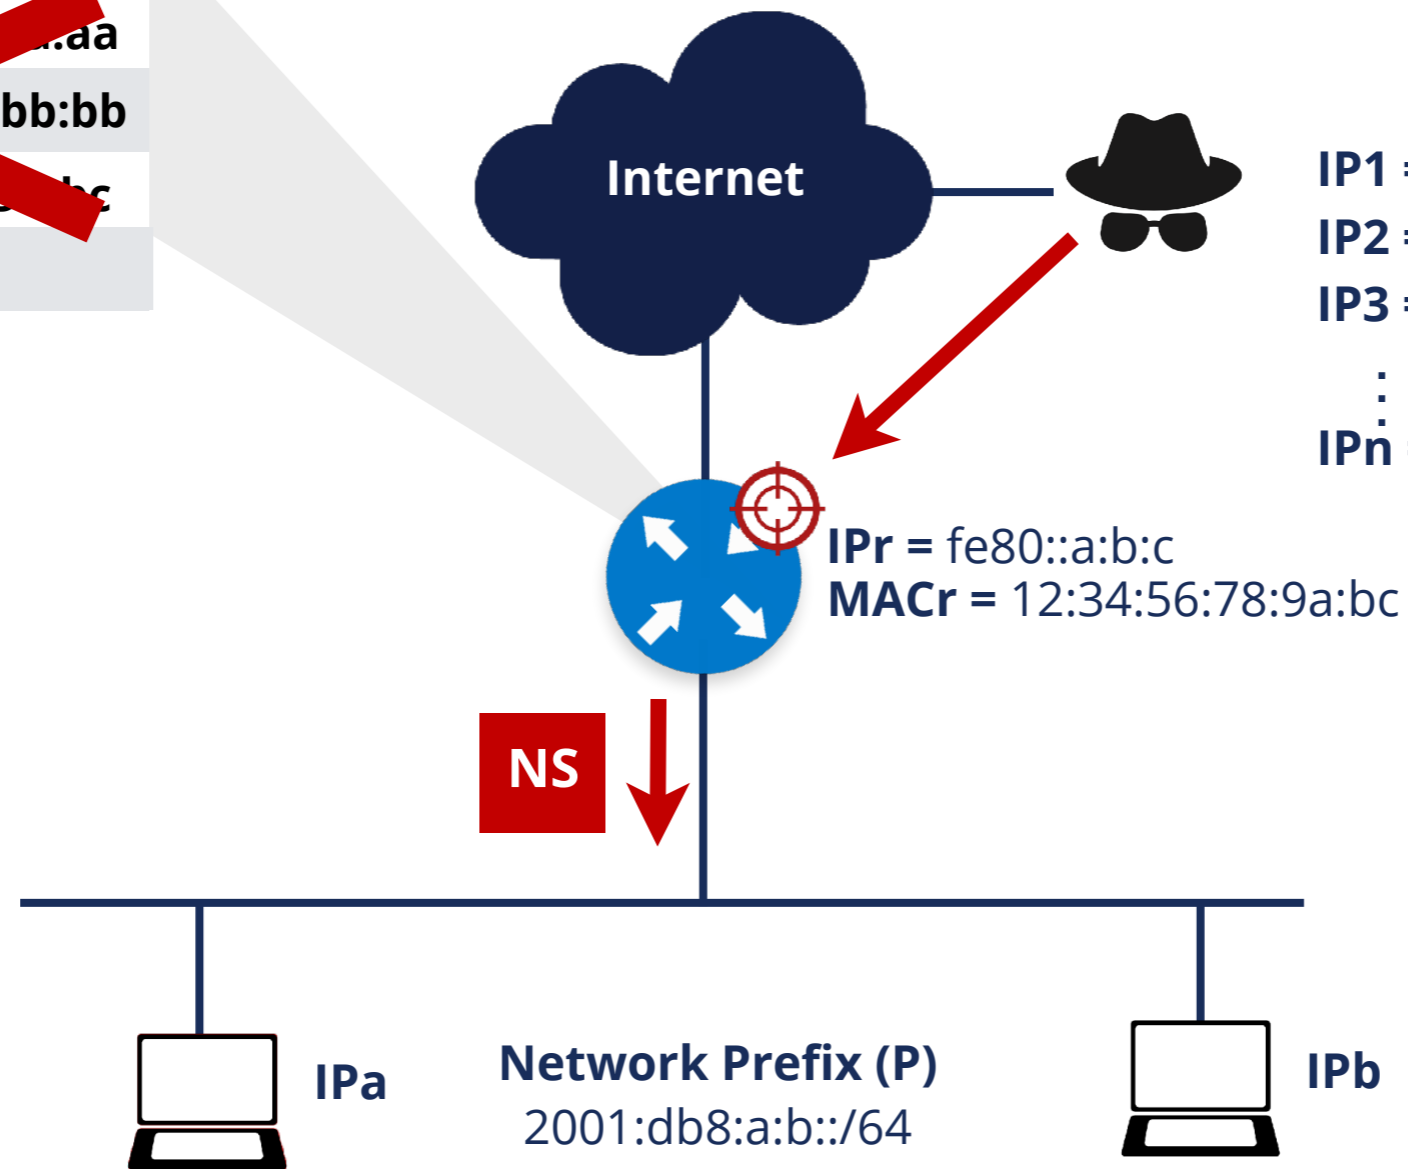 :aa
bb:bb
Internet
IP1 =
IP2 =
IP3 =
:
IPn
IPr = fe80::a:b:c
MACr = 12:34:56:78:9a:bc
NS
IPa
Network Prefix (P)
2001:db8:a:b::/64
IPb